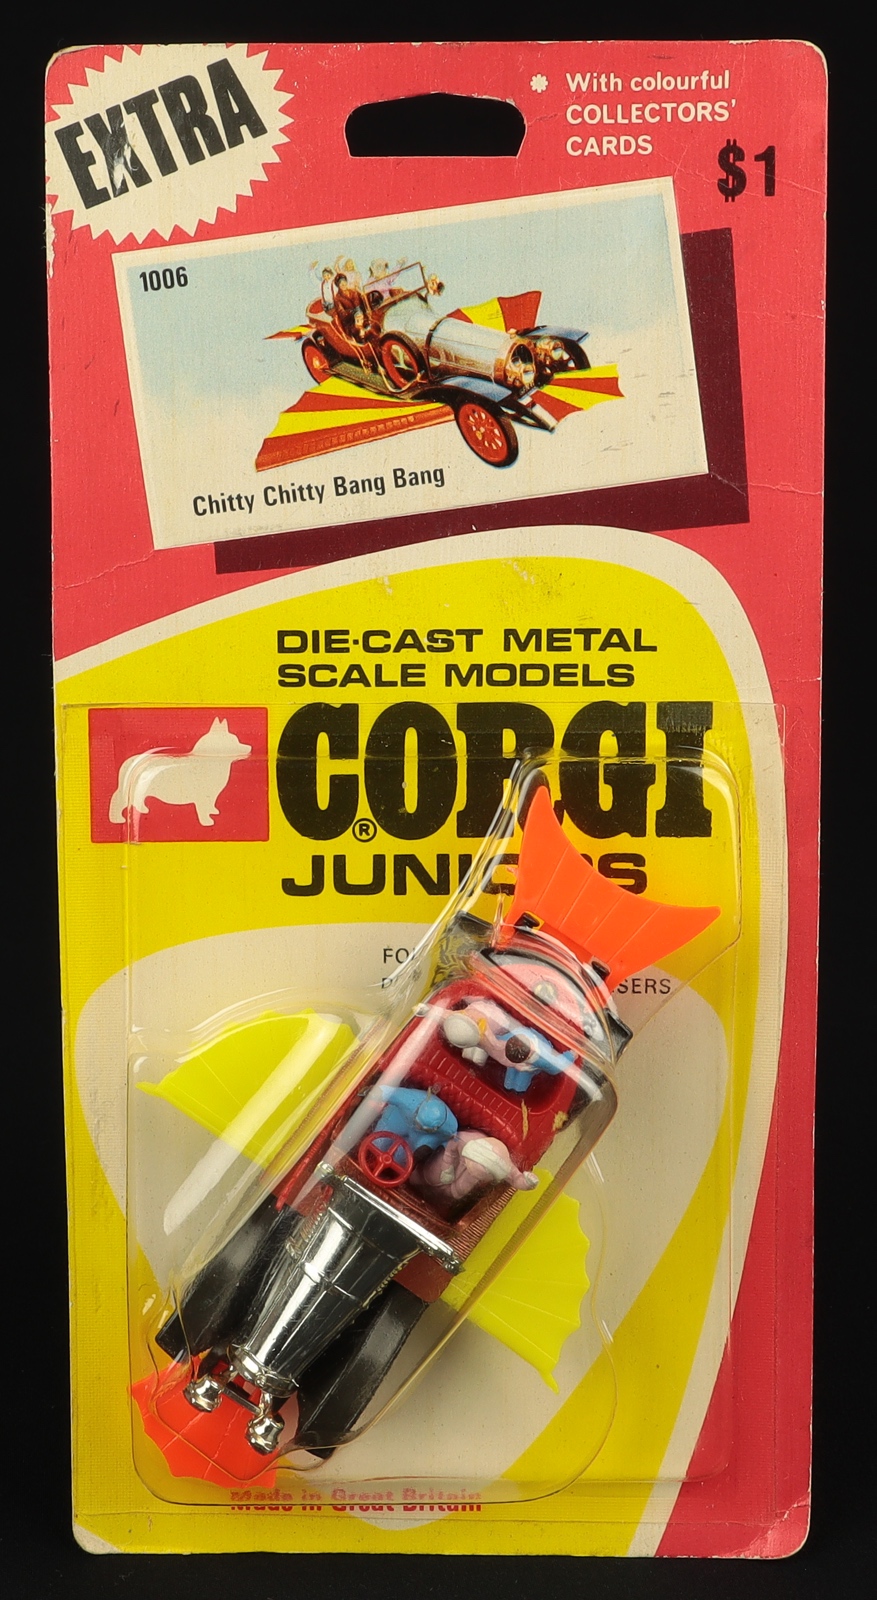 EXTRA
With colourful
COLLECTORS'
CARDS
$1
1006
Chitty Chitty Bang Bang
DIE·CAST METAL
SCALE MODELS
CORGI
®
JUNIORS
Made in Great Britain